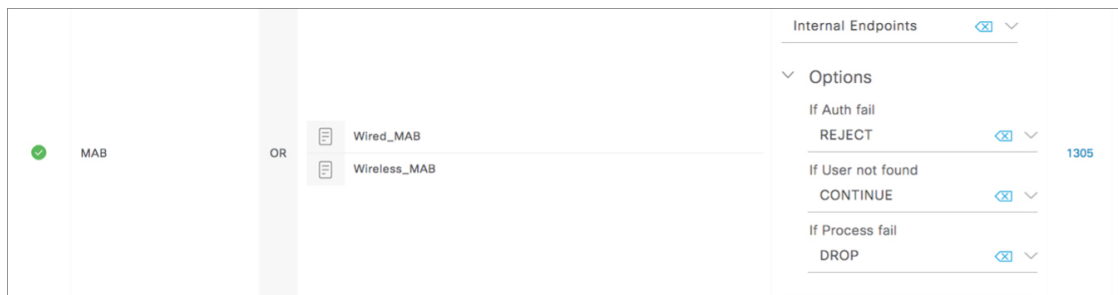 Internal Endpoints
Options
If Auth fail
REJECT
MAB
OR
Wired_MAB
Wireless_MAB
1305
If User not found
CONTINUE
If Process fail
DROP